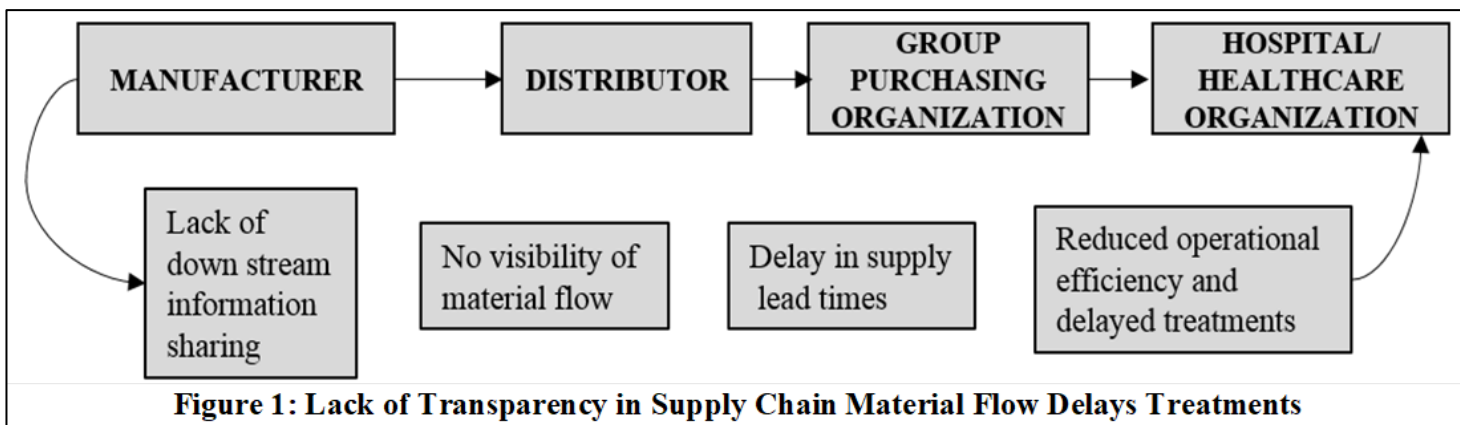 MANUFACTURER
DISTRIBUTOR
GROUP
PURCHASING
ORGANIZATION
HOSPITAL/
HEALTHCARE
ORGANIZATION
Lack of
down stream
information
sharing
No visibility of
material flow
Delay in supply
lead times
Reduced operational
efficiency and
delayed treatments
Figure 1: Lack of Transparency in Supply Chain Material Flow Delays Treatments